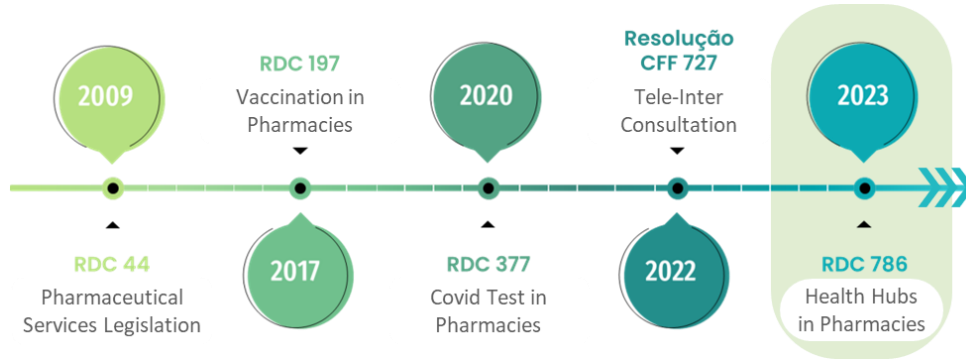 2009
RDC 44
Pharmaceutical
Services Legislation
RDC 197
Vaccination in
Pharmacies
2017
2020
RDC 377
Covid Test in
Pharmacies
Resolução
CFF 727
Tele-Inter
Consultation
2022
2023
RDC 786
Health Hubs
in Pharmacies